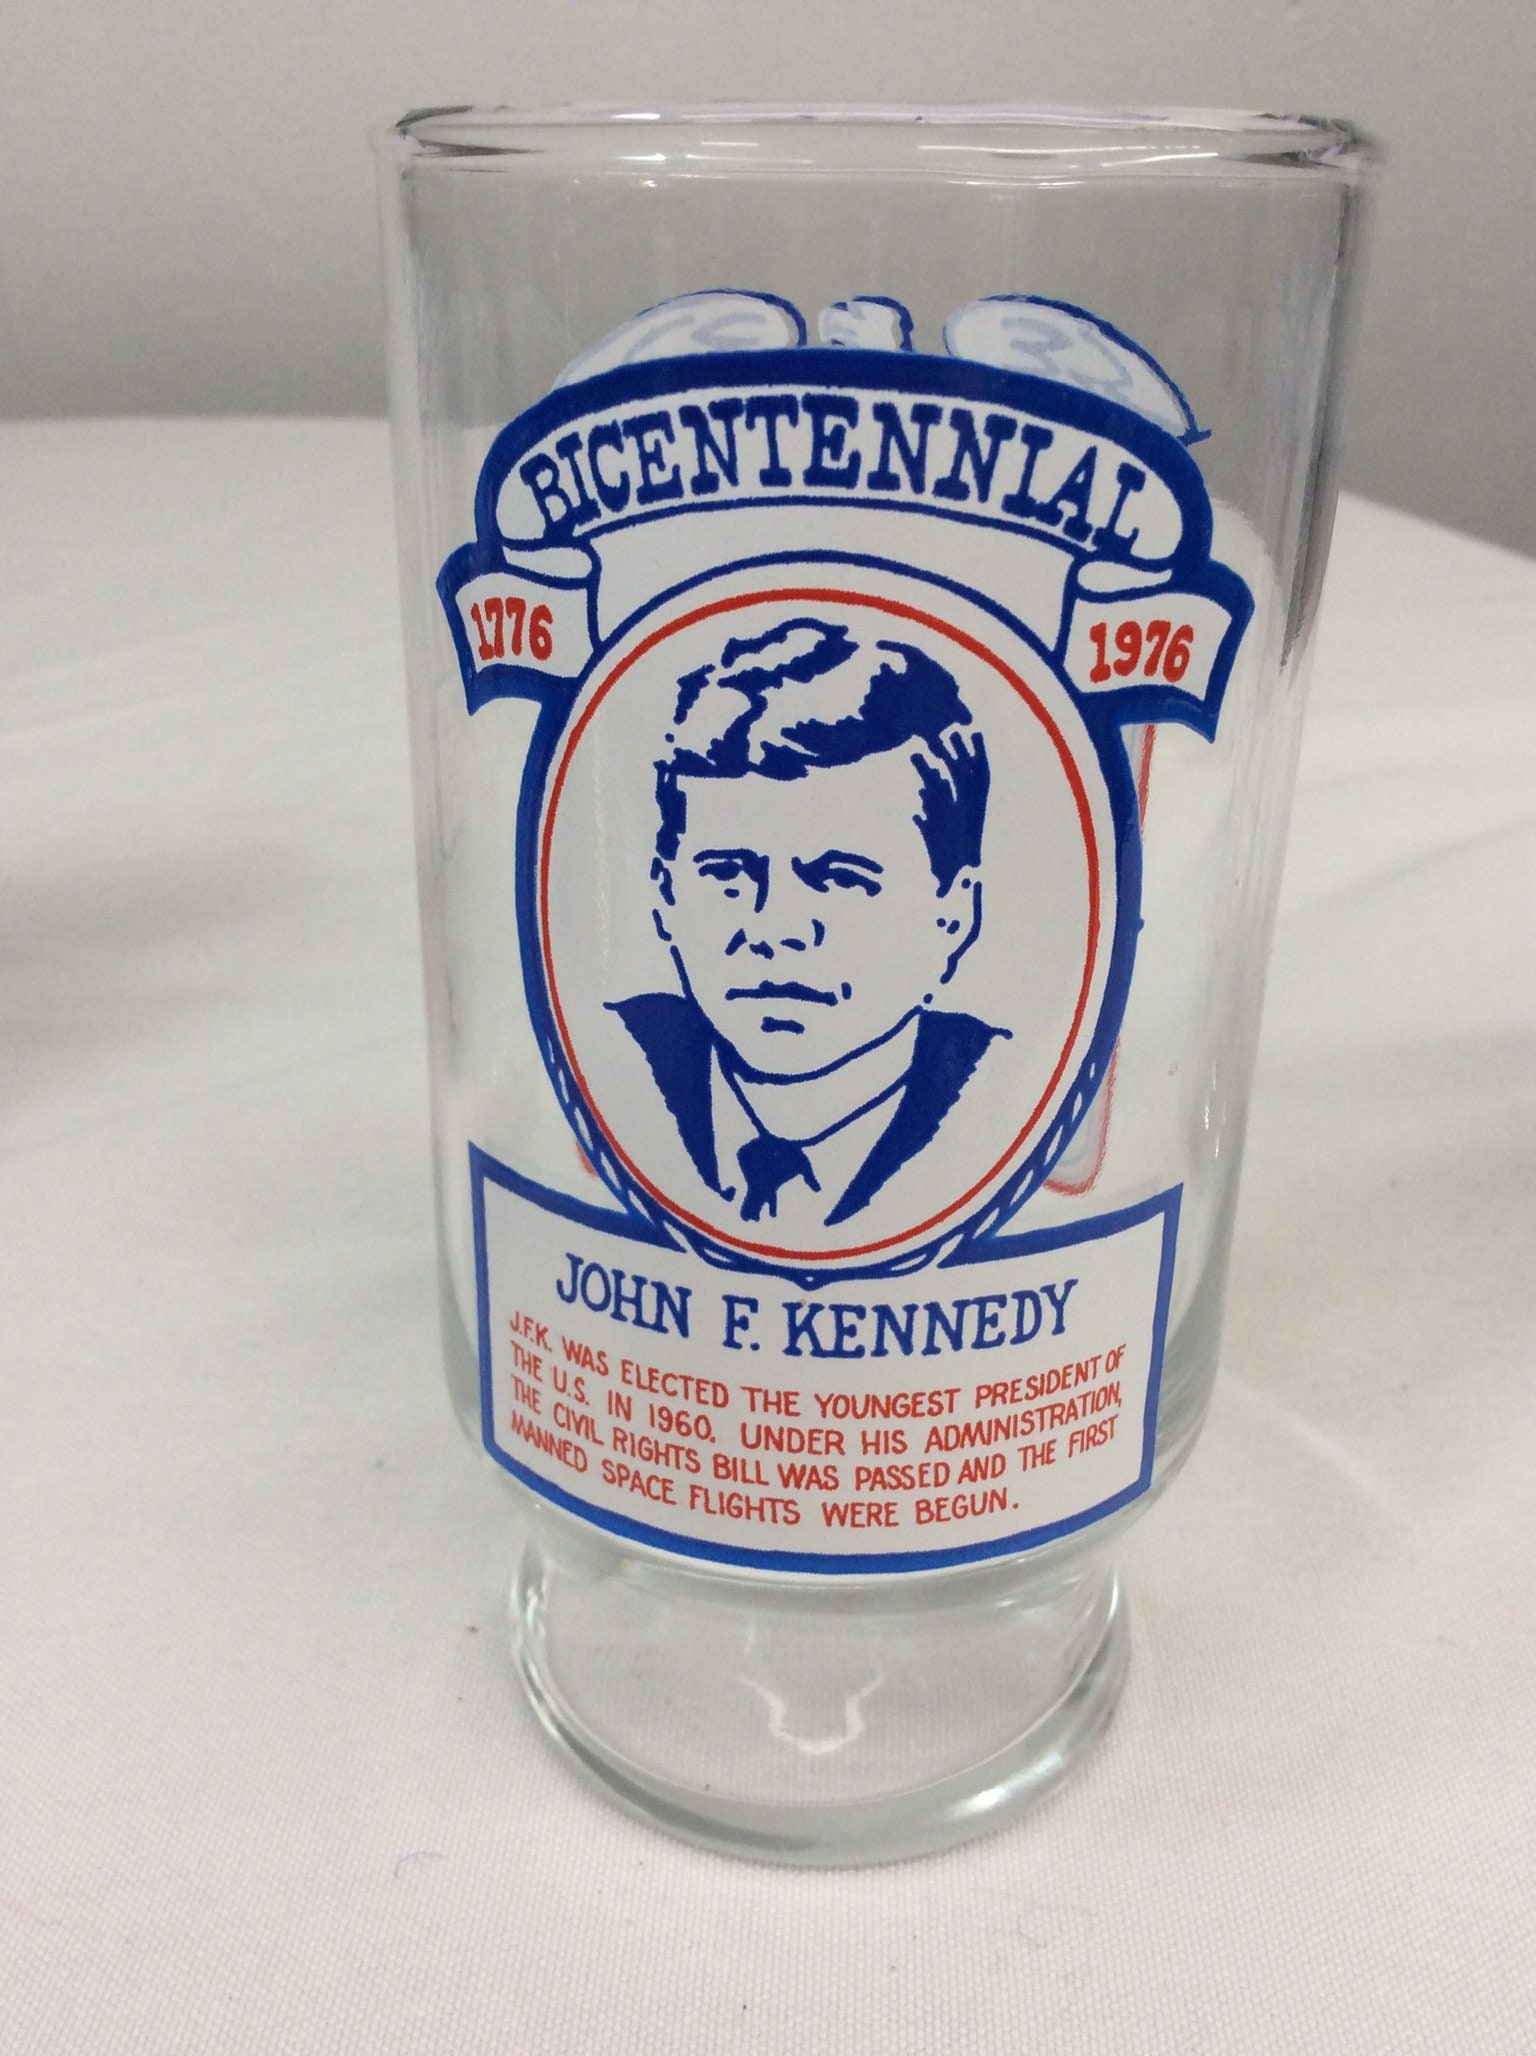 BICENTENNIAL
1776 1976
JOHN F. KENNEDY
J.F.K. WAS ELECTED THE YOUNGEST PRESIDENT OF
THE U.S. IN 1960. UNDER HIS ADMINISTRATION,
THE CIVIL RIGHTS BILL WAS PASSED AND THE FIRST
MANNED SPACE FLIGHTS WERE BEGUN.